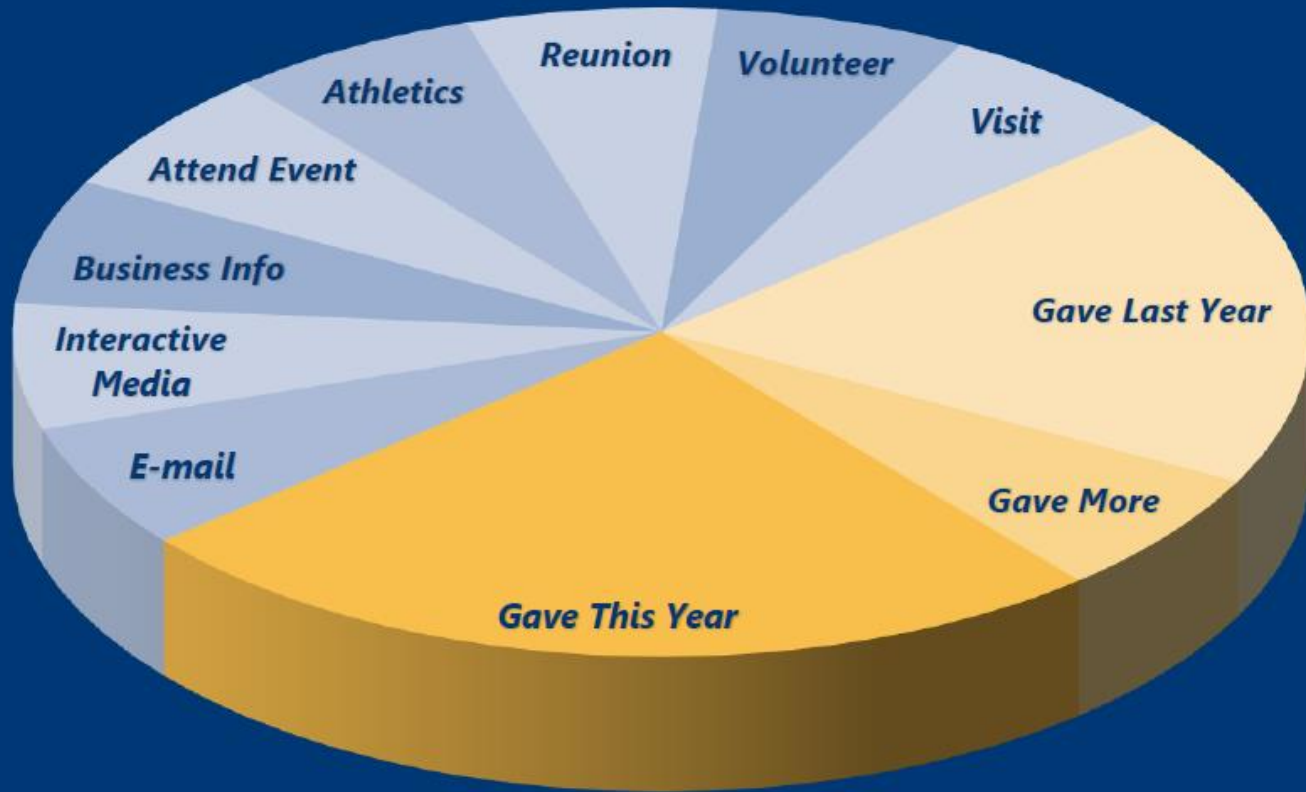 Reunion
Volunteer
Athletics
Visit
Attend Event
Business Info
Gave Last Year
Interactive
Media
E-mail
Gave More
Gave This Year